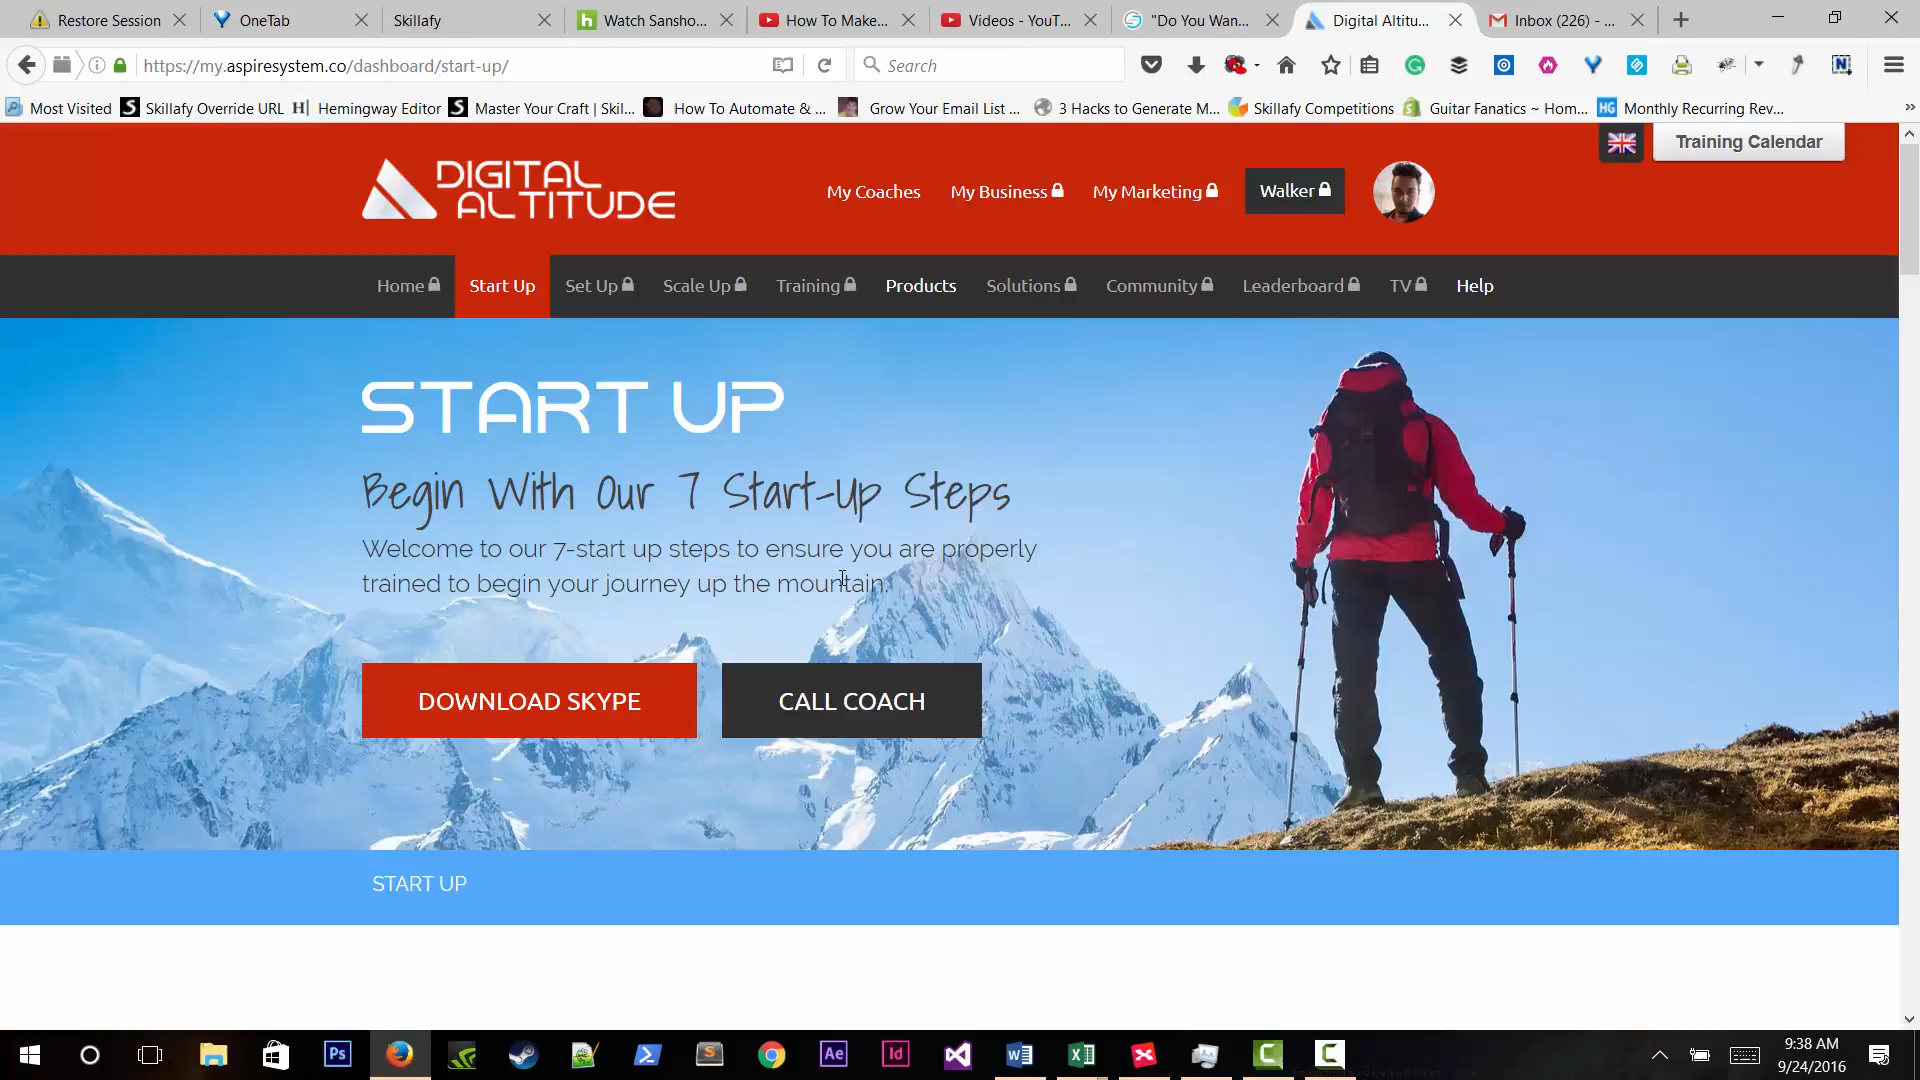 Restore Session
OneTab
Skillafy
Watch Sansho...
How To Make...
Videos - YouT...
"Do You Wan...
Digital Altitu...
Inbox (226) - ...
https://my.aspiresystem.co/dashboard/start-up/
Search
Most Visited
Skillafy Override URL
Hemingway Editor
Master Your Craft | Skil...
How To Automate & ...
Grow Your Email List ...
3 Hacks to Generate M...
Skillafy Competitions
Guitar Fanatics ~ Hom...
Monthly Recurring Rev...
Training Calendar
DIGITAL
ALTITUDE
My Coaches
My Business
My Marketing
Walker
Home
Start Up
Set Up
Scale Up
Training
Products
Solutions
Community
Leaderboard
TV
Help
START UP
Begin With Our 7 Start-Up Steps
Welcome to our 7-start up steps to ensure you are properly
trained to begin your journey up the mountain.
DOWNLOAD SKYPE
CALL COACH
START UP
9:38 AM
9/24/2016